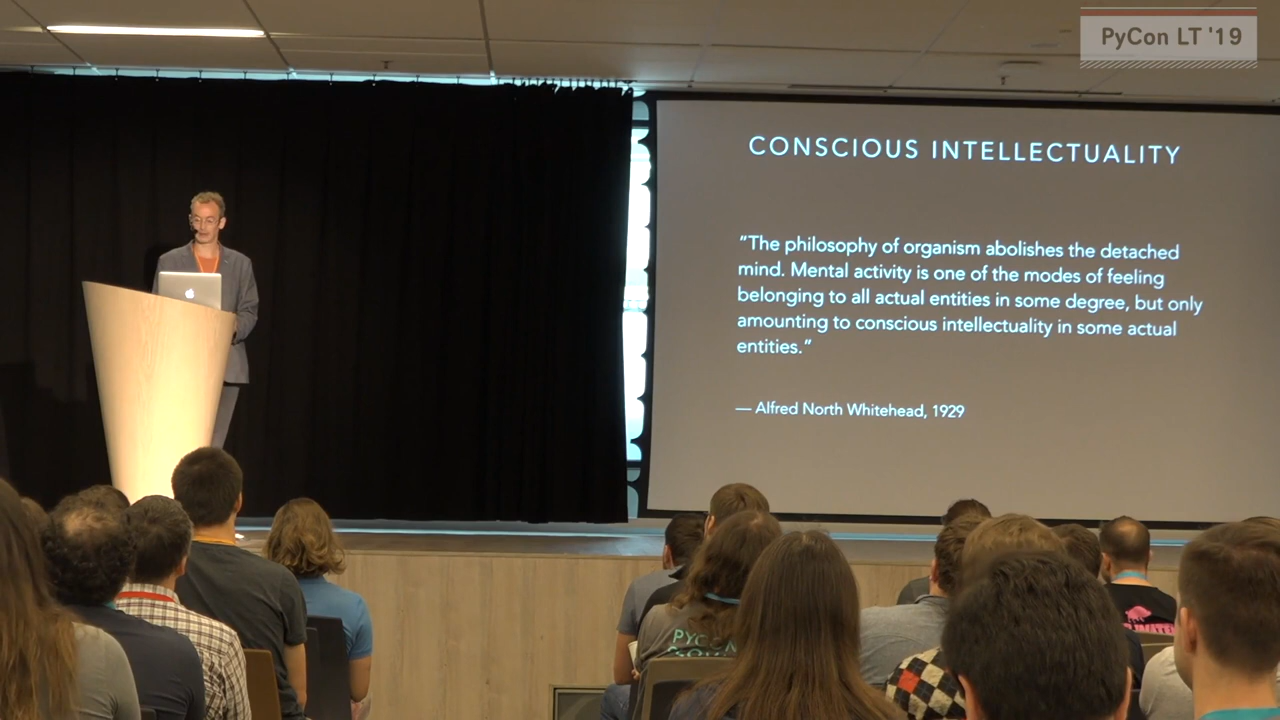 PyCon LT '19
CONSCIOUS INTELLECTUALITY
“The philosophy of organism abolishes the detached
mind. Mental activity is one of the modes of feeling
belonging to all actual entities in some degree, but only
amounting to conscious intellectuality in some actual
entities.”
— Alfred North Whitehead, 1929
PYCON